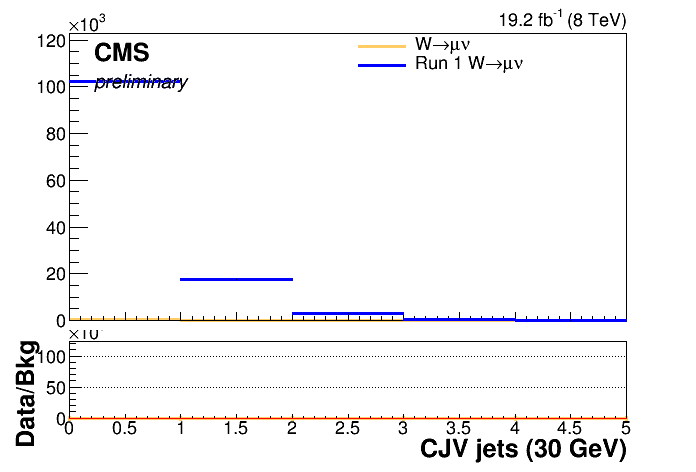 ×10³
19.2 fb⁻¹ (8 TeV)
CMS
preliminary
W→μν
Run 1 W→μν
120
100
80
60
40
20
0
Data/Bkg
100
50
0
0 0.5 1 1.5 2 2.5 3 3.5 4 4.5 5
CJV jets (30 GeV)